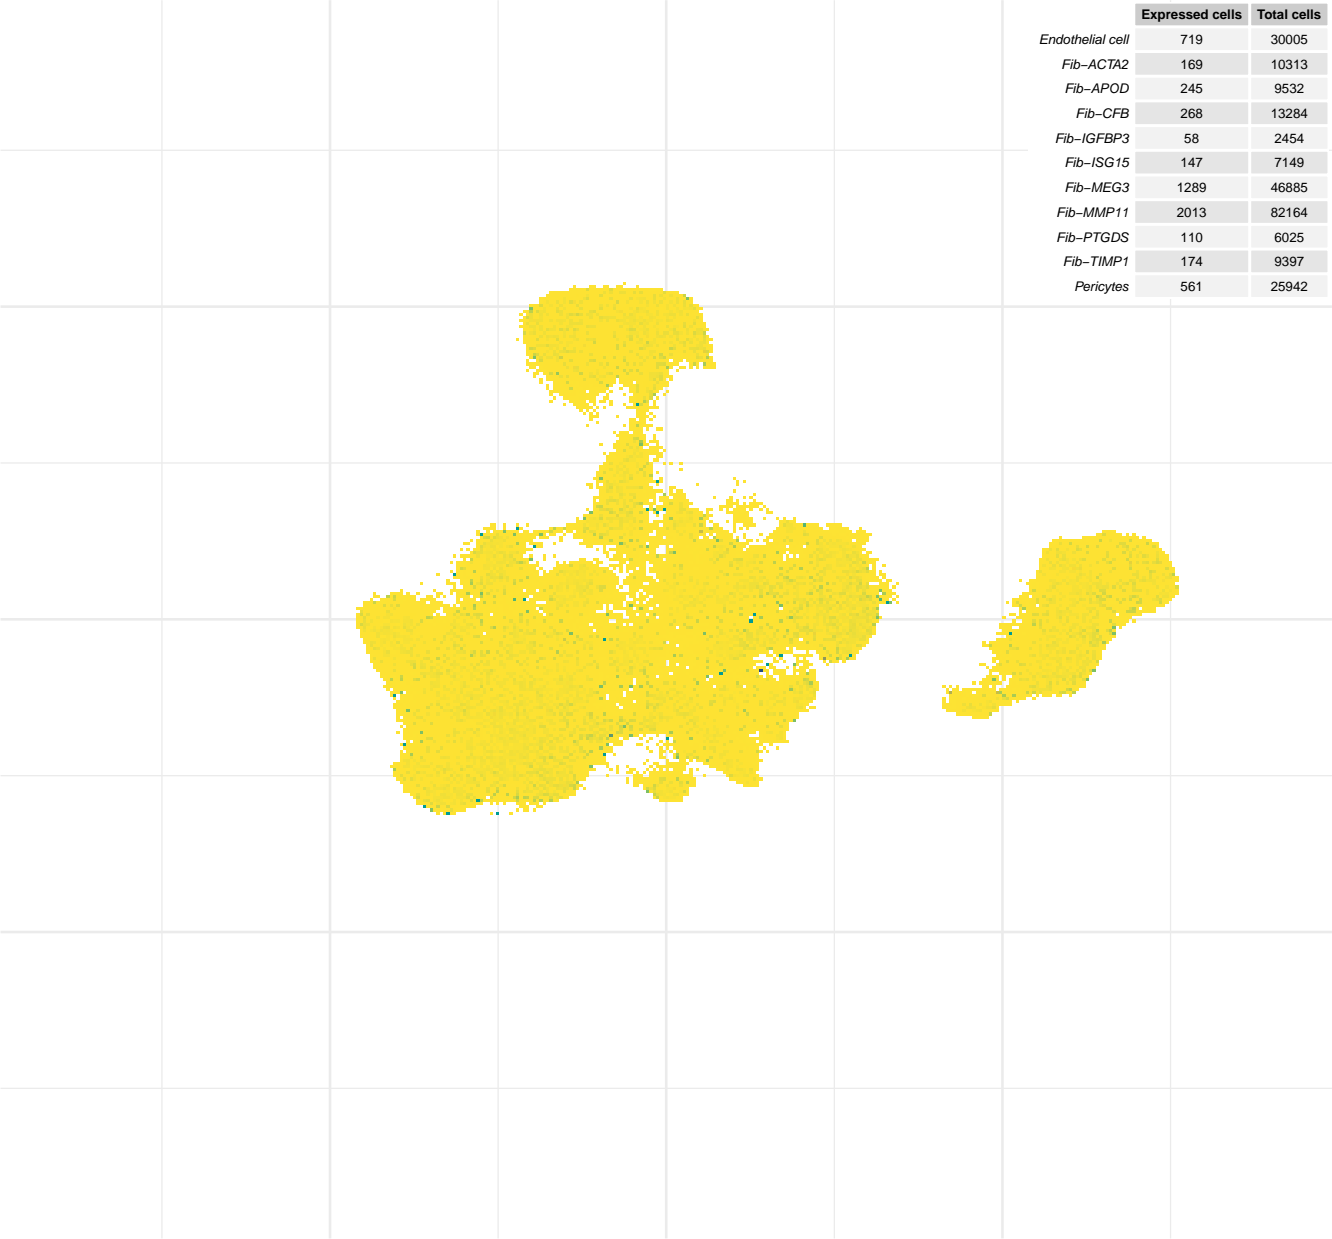 Expressed cells Total cells
Endothelial cell 719 30005
Fib−ACTA2 169 10313
Fib−APOD 245 9532
Fib−CFB 268 13284
Fib−IGFBP3 58 2454
Fib−ISG15 147 7149
Fib−MEG3 1289 46885
Fib−MMP11 2013 82164
Fib−PTGDS 110 6025
Fib−TIMP1 174 9397
Pericytes 561 25942